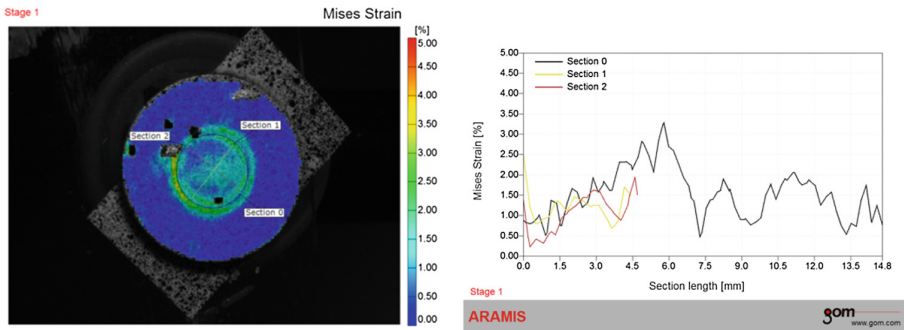 Stage 1
Mises Strain
[%]
5.00
4.50
4.00
3.50
3.00
2.50
2.00
1.50
1.00
0.50
0.00
Section 1
Section 2
Section 0
5.00
4.50
4.00
3.50
3.00
2.50
2.00
1.50
1.00
0.50
0.00
Mises Strain [%]
Section 0
Section 1
Section 2
0.0 1.5 3.0 4.5 6.0 7.5 9.0 10.5 12.0 13.5 14.8
Section length [mm]
Stage 1
ARAMIS
gom
www.gom.com